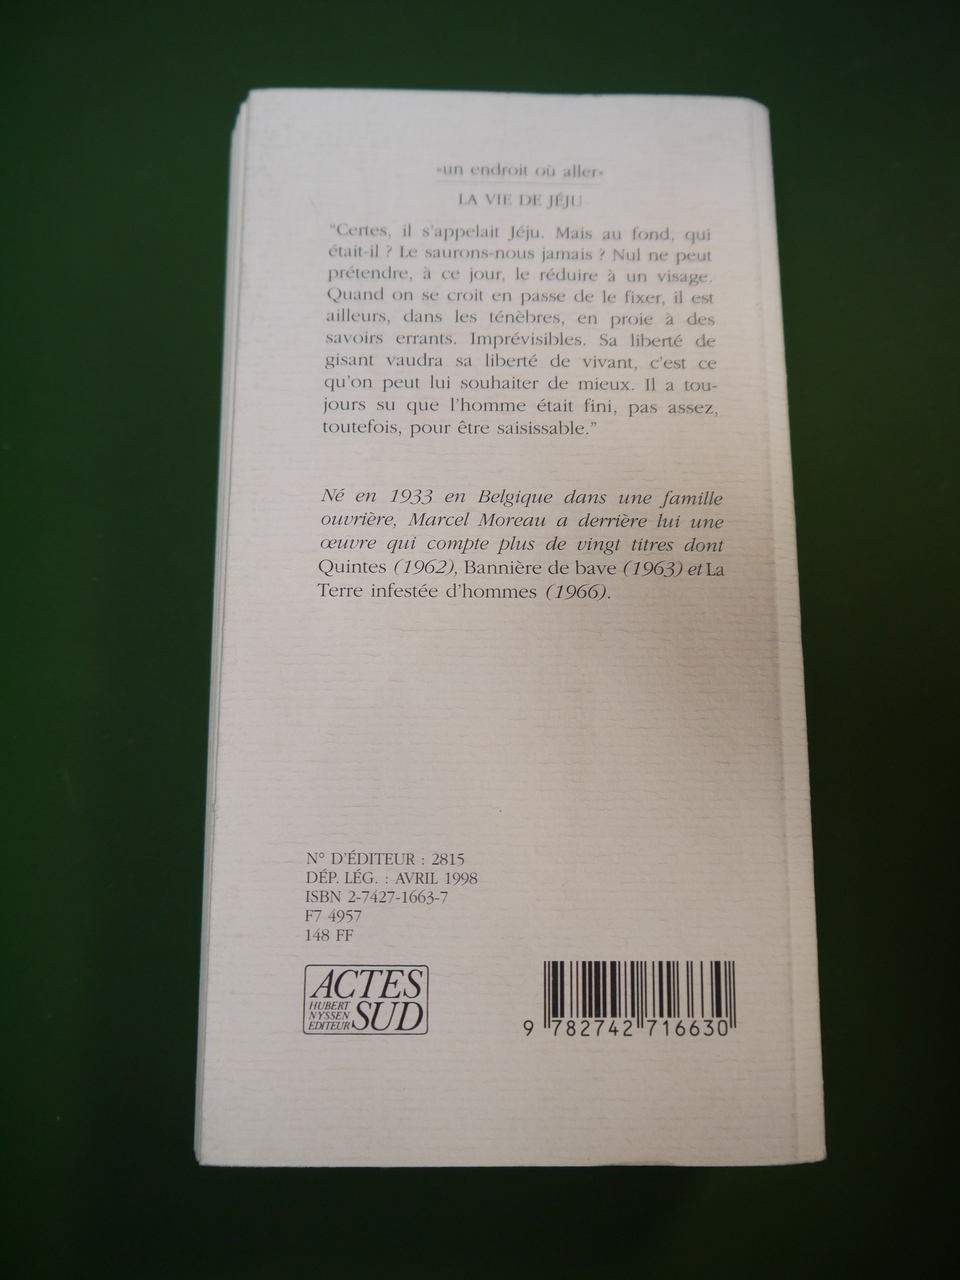 «un endroit où aller»
LA VIE DE JÉJU
“Certes, il s’appelait Jéju. Mais au fond, qui
était-il ? Le saurons-nous jamais ? Nul ne peut
prétendre, à ce jour, le réduire à un visage.
Quand on se croit en passe de le fixer, il est
ailleurs, dans les ténèbres, en proie à des
savoirs errants. Imprévisibles. Sa liberté de
gisant vaudra sa liberté de vivant, c’est ce
qu’on peut lui souhaiter de mieux. Il a tou-
jours su que l’homme était fini, pas assez,
toutefois, pour être saisissable.”
Né en 1933 en Belgique dans une famille
ouvrière, Marcel Moreau a derrière lui une
œuvre qui compte plus de vingt titres dont
Quintes (1962), Bannière de bave (1963) et La
Terre infestée d’hommes (1966).
N° D’ÉDITEUR : 2815
DÉP. LÉG. : AVRIL 1998
ISBN 2-7427-1663-7
F7 4957
148 FF
ACTES
SUD
HUBERT
NYSSEN
EDITEUR
9 782742 716630